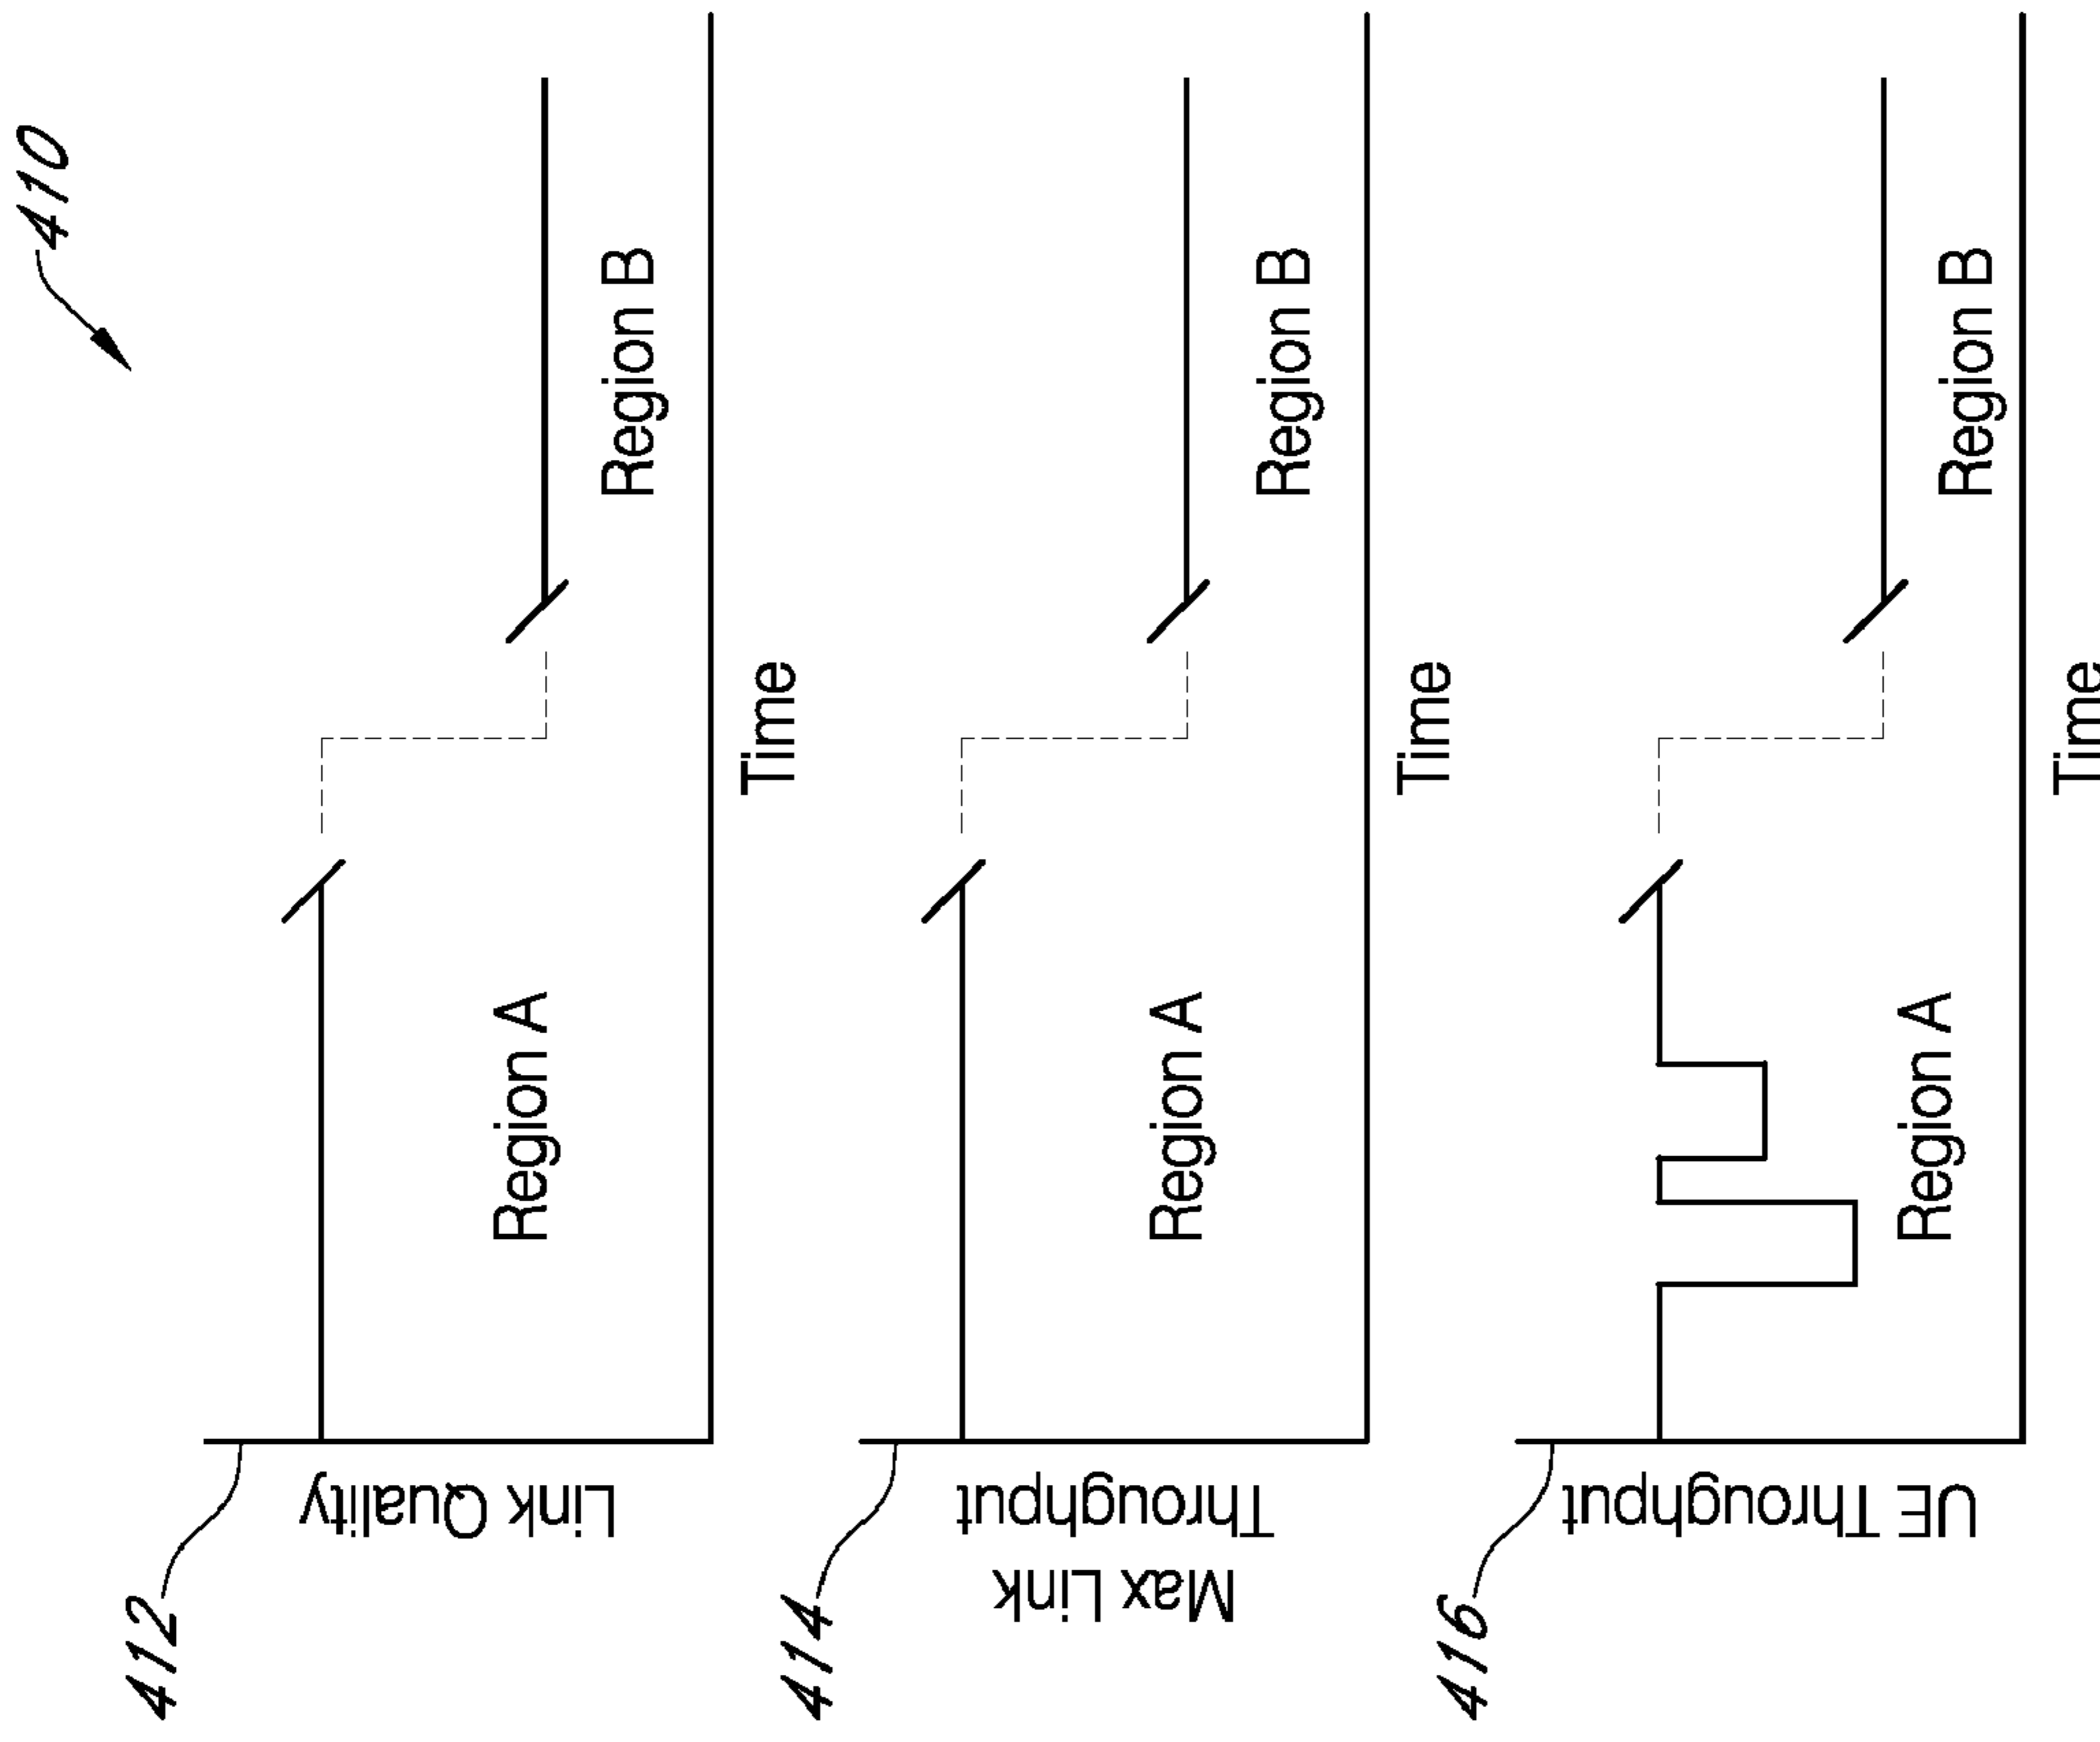 410
412
Link Quality
Region A
Region B
Time
414
Max Link
Throughput
Region A
Region B
Time
416
UE Throughput
Region A
Region B
Time